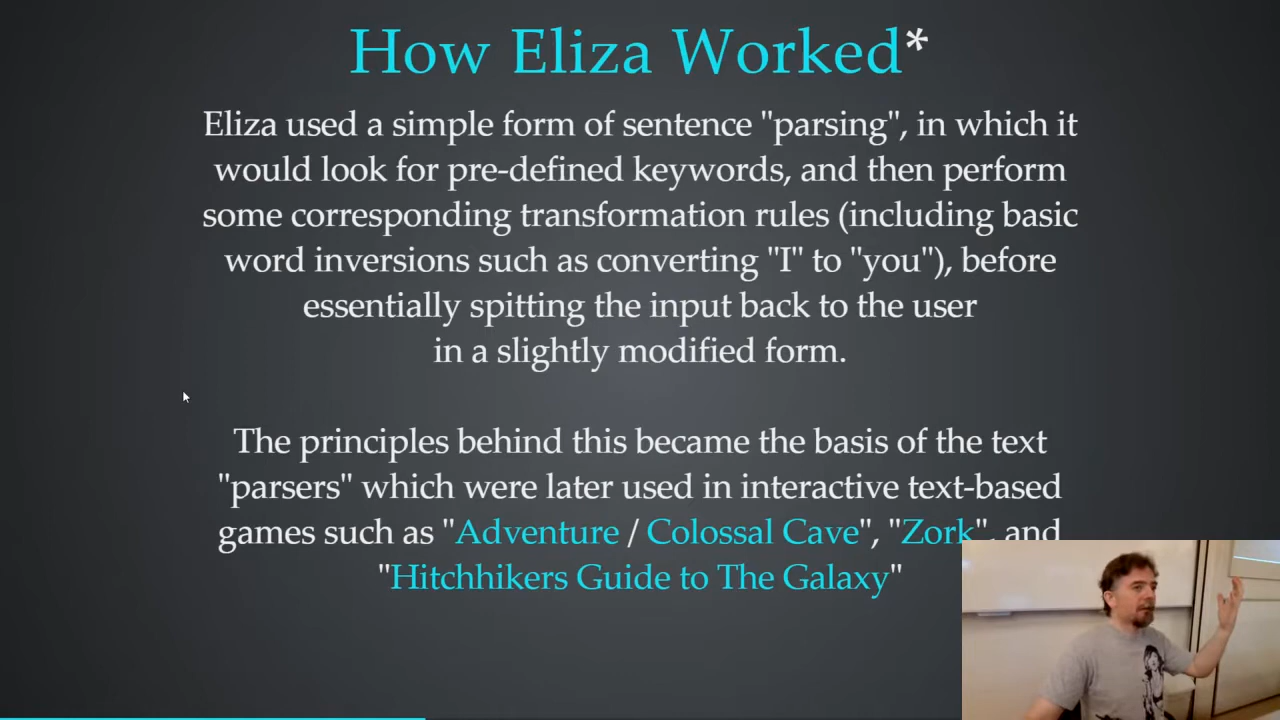 How Eliza Worked*
Eliza used a simple form of sentence "parsing", in which it
would look for pre-defined keywords, and then perform
some corresponding transformation rules (including basic
word inversions such as converting "I" to "you"), before
essentially spitting the input back to the user
in a slightly modified form.
The principles behind this became the basis of the text
"parsers" which were later used in interactive text-based
games such as "Adventure / Colossal Cave", "Zork", and
"Hitchhikers Guide to The Galaxy"